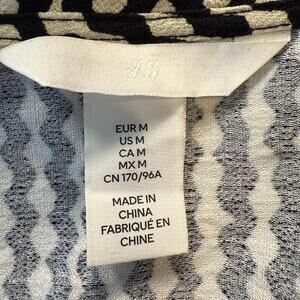 H&M
EUR M
US M
CA M
MX M
CN 170/96A
MADE IN
CHINA
FABRIQUÉ EN
CHINE